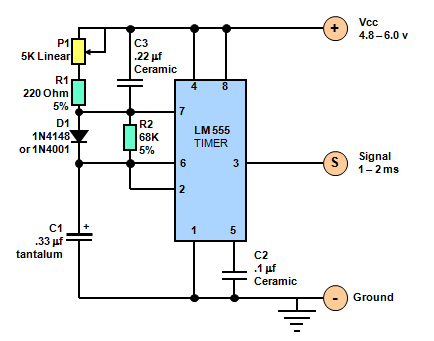 P1
5K Linear
C3
.22 µf
Ceramic
+
Vcc
4.8 – 6.0 v
R1
220 Ohm
5%
4
8
D1
1N4148
or 1N4001
R2
68K
5%
7
LM 555
TIMER
6
3
S
Signal
1 – 2 ms
2
C1
+
.33 µf
tantalum
1
5
C2
.1 µf
Ceramic
-
Ground